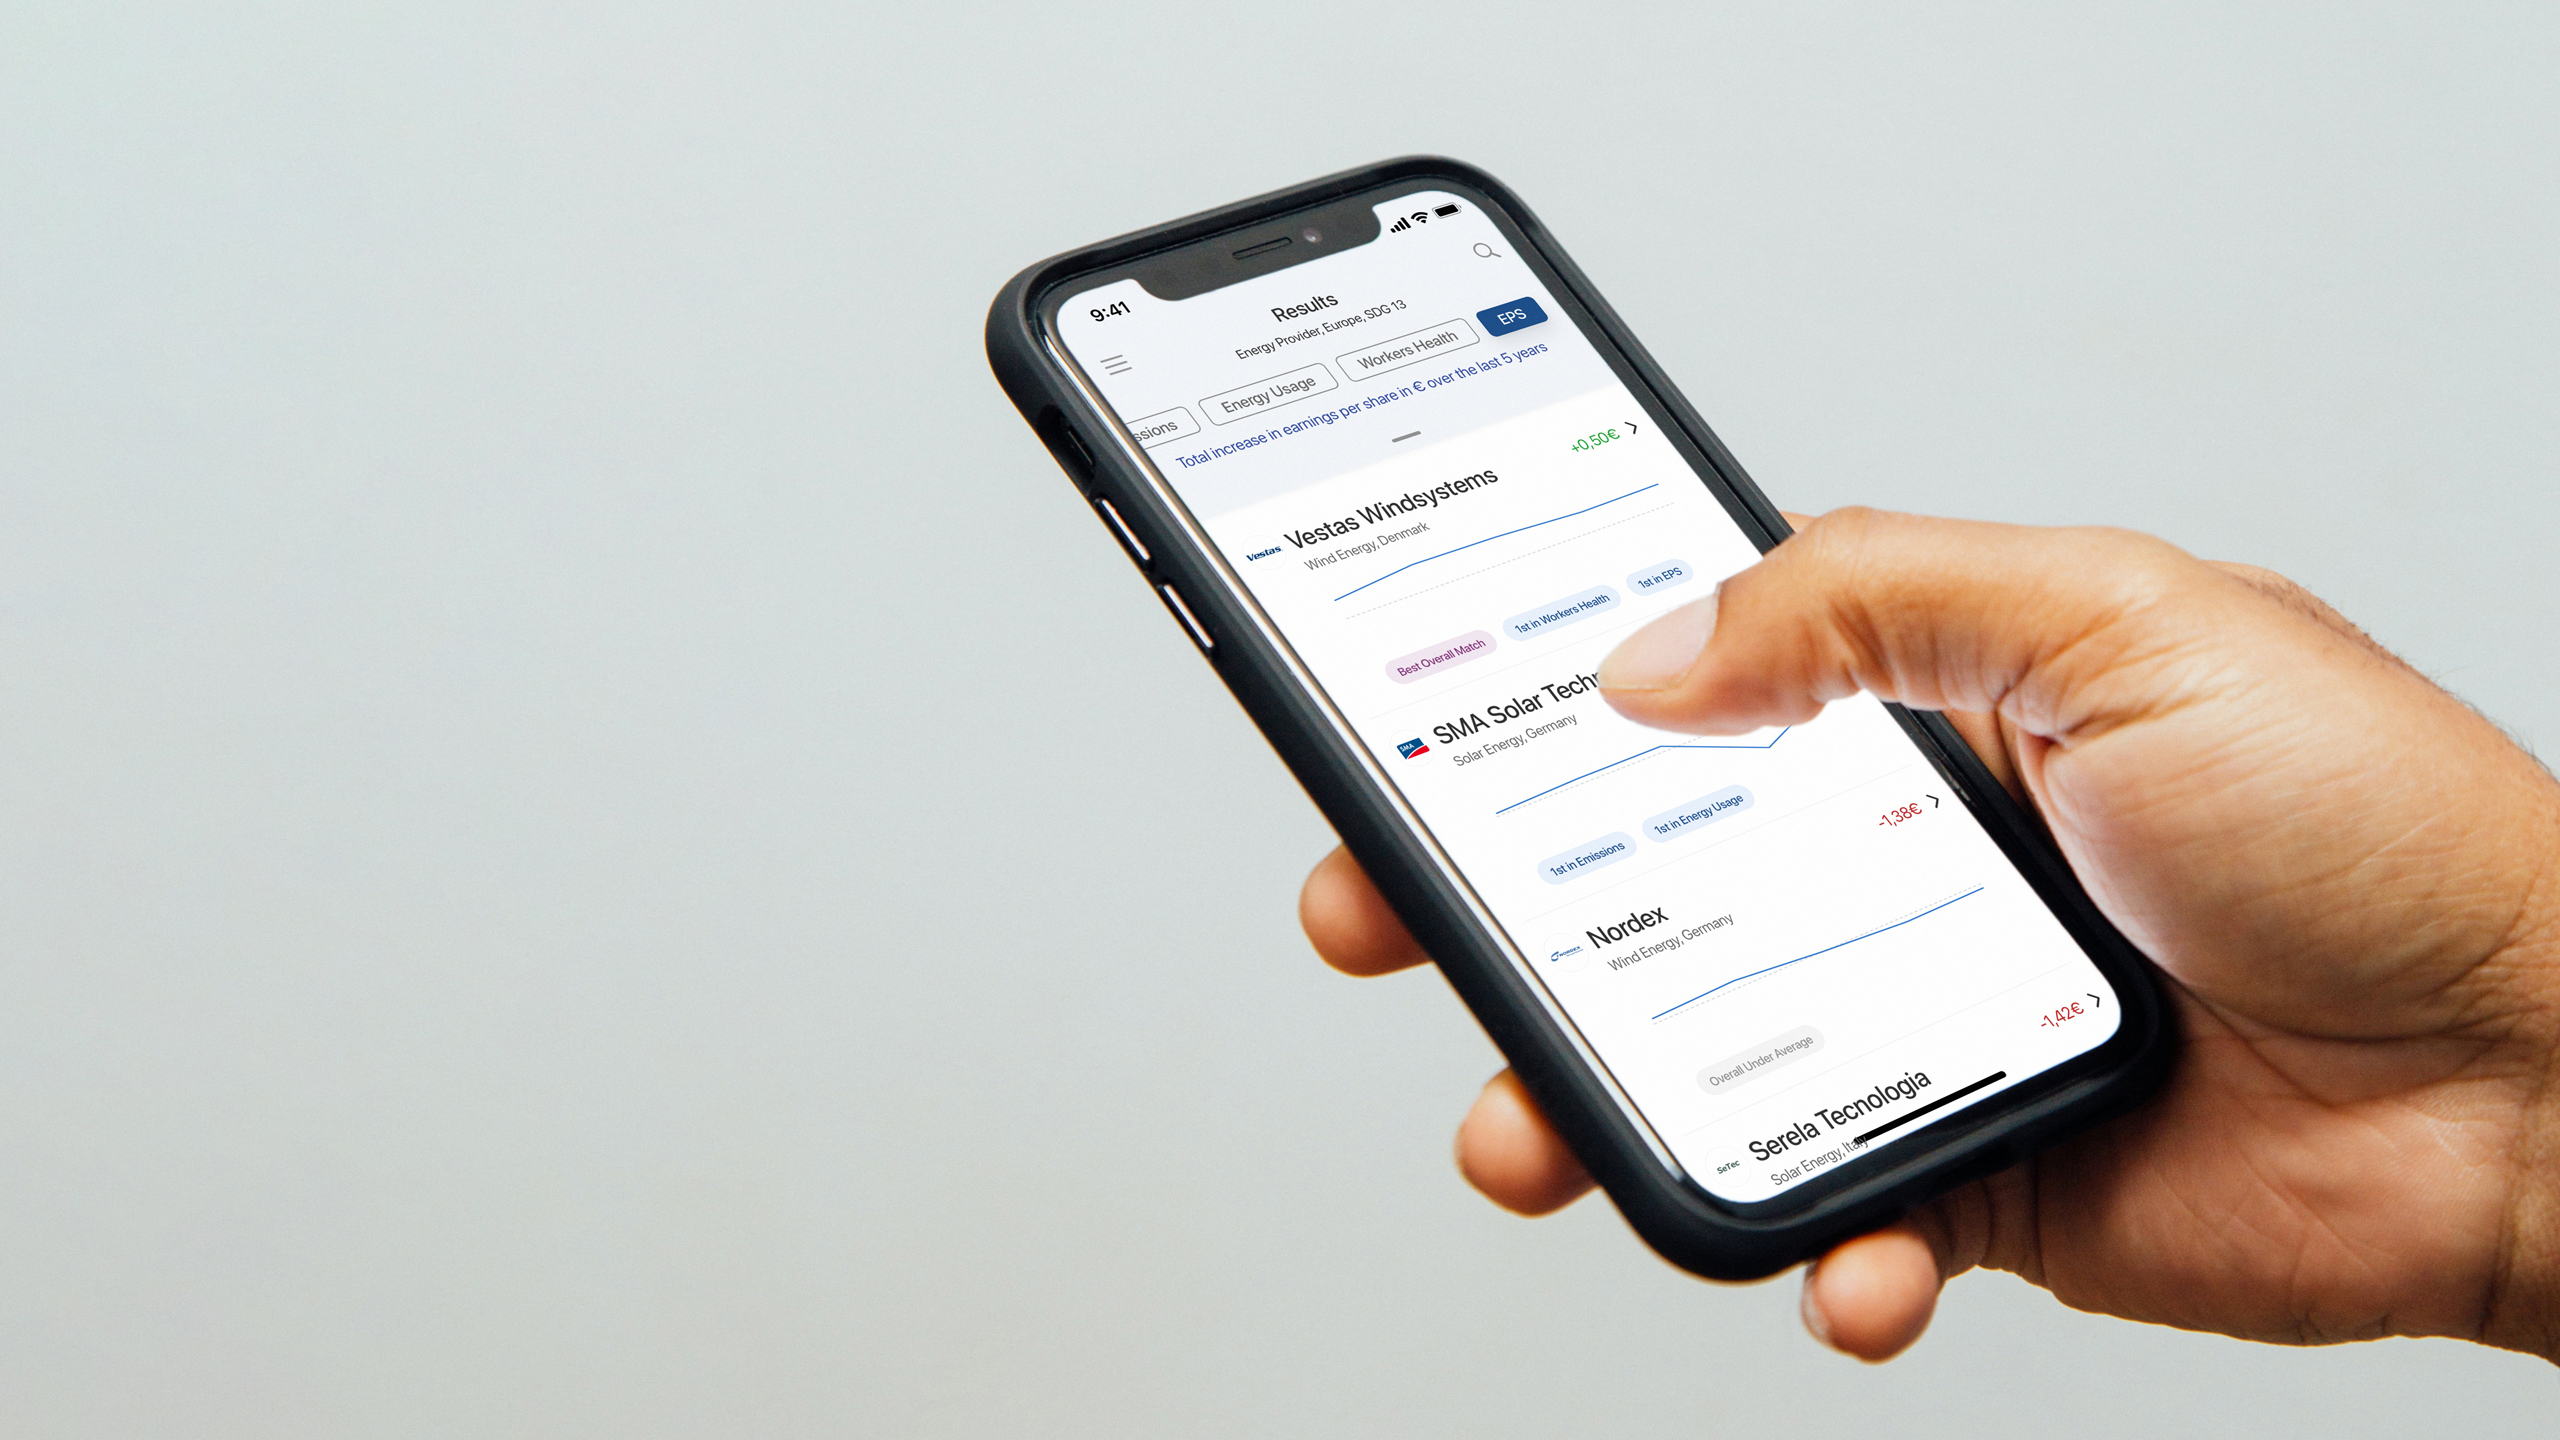 9:41
Results
Energy Provider, Europe, SDG 13
ssions Energy Usage Workers Health EPS
Total increase in earnings per share in € over the last 5 years
+0,50€
Vestas Vestas Windsystems
Wind Energy, Denmark
Best Overall Match 1st in Workers Health 1st in EPS
SMA SMA Solar Techn
Solar Energy, Germany
1st in Emissions 1st in Energy Usage
-1,38€
NORDEX Nordex
Wind Energy, Germany
Overall Under Average
-1,42€
SeTec Serela Tecnologia
Solar Energy, Italy